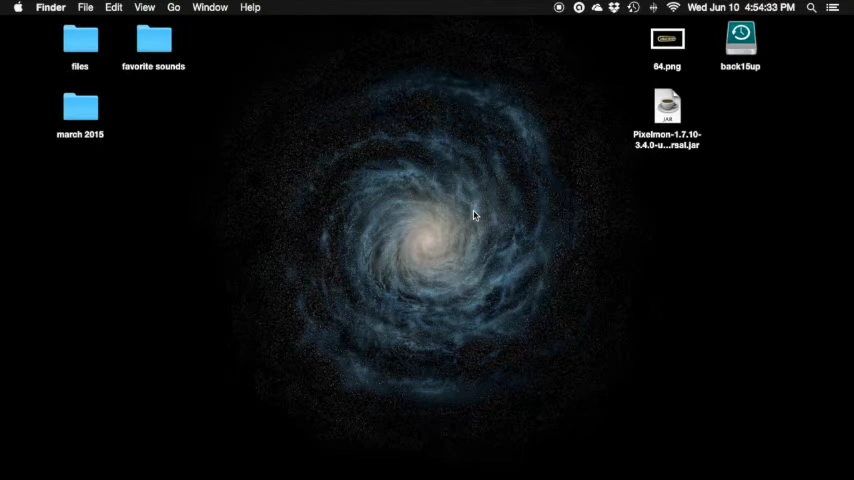 Finder File Edit View Go Window Help Wed Jun 10 4:54:33 PM
files favorite sounds 64.png back15up
march 2015 Pixelmon-1.7.10-
3.4.0-u...rsal.jar
JAR